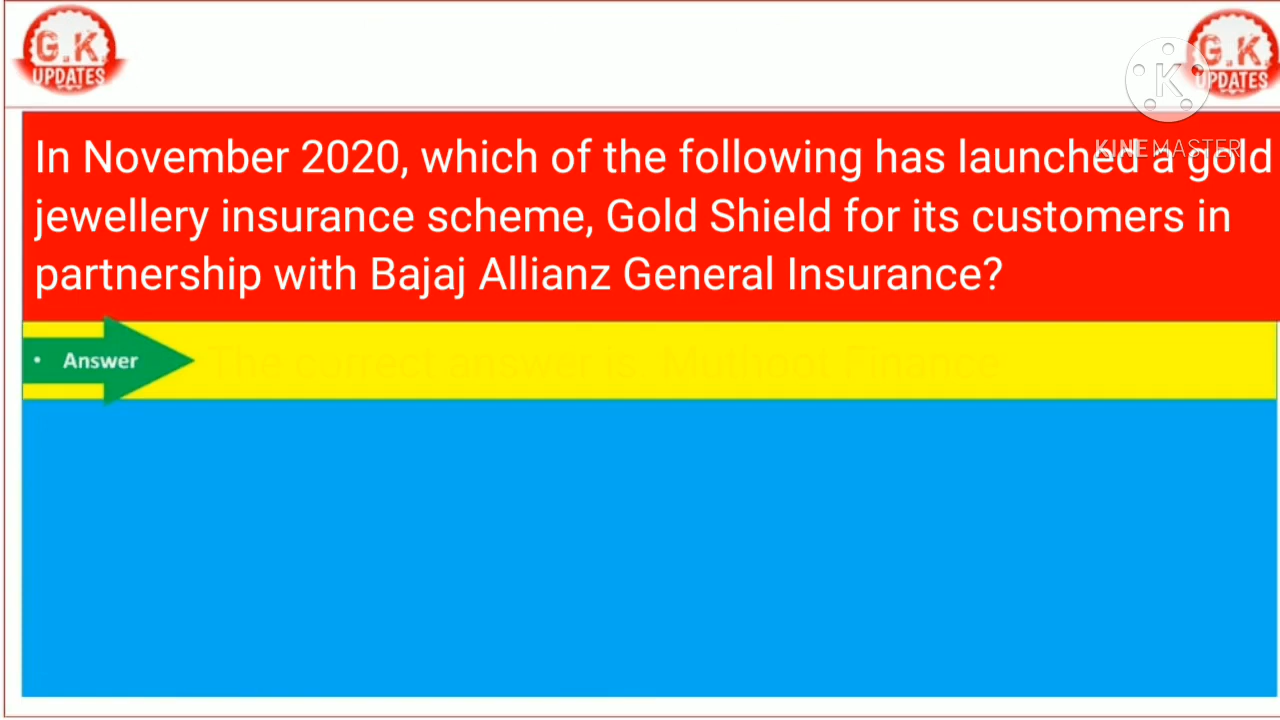 G.K.
UPDATES
G.K.
UPDATES
K
KINEMASTER
In November 2020, which of the following has launched a gold
jewellery insurance scheme, Gold Shield for its customers in
partnership with Bajaj Allianz General Insurance?
• Answer
The correct answer is Muthoot Finance